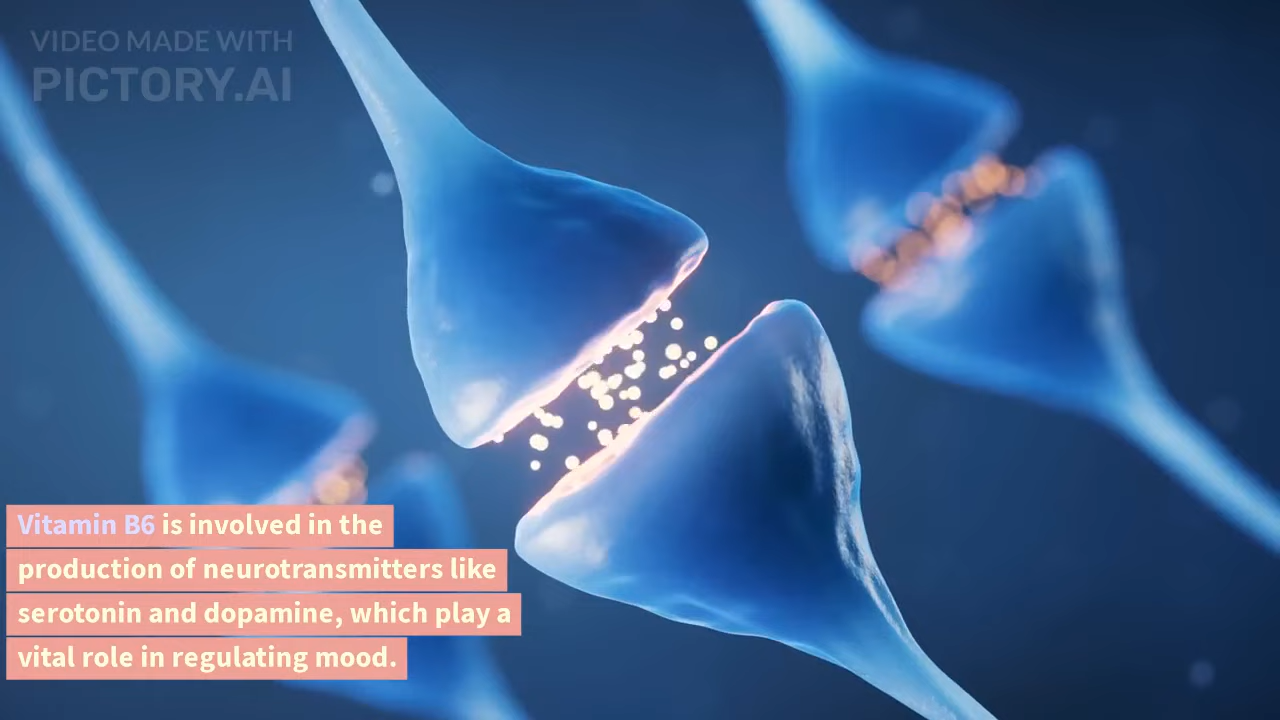 VIDEO MADE WITH
PICTORY.AI
Vitamin B6 is involved in the
production of neurotransmitters like
serotonin and dopamine, which play a
vital role in regulating mood.